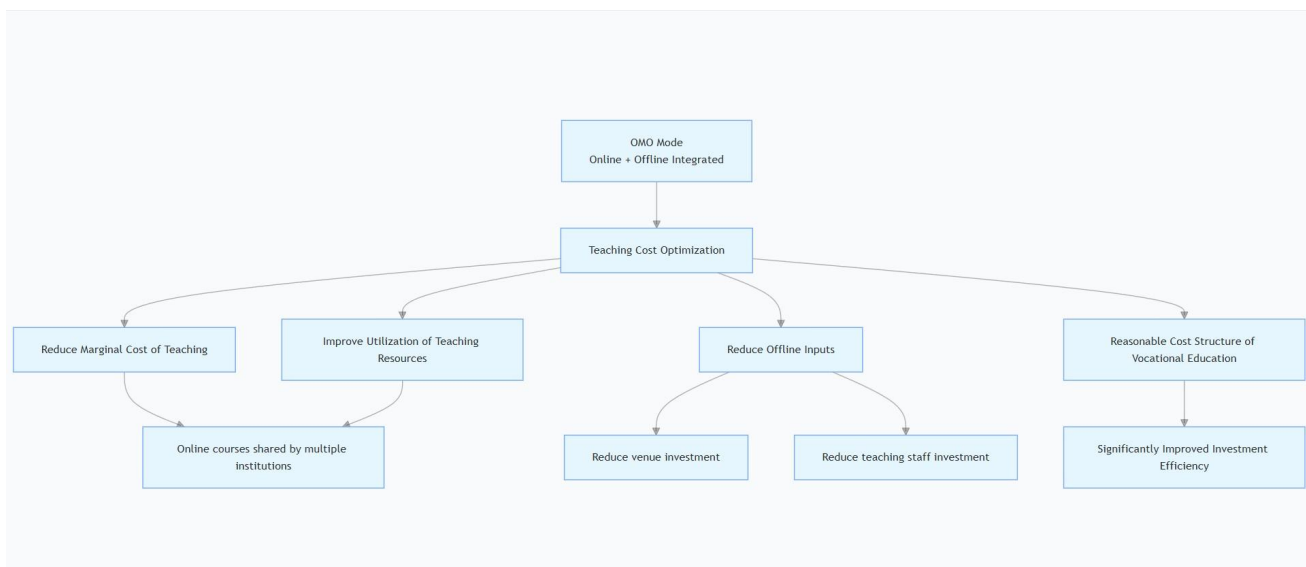 OMO Mode
Online + Offline Integrated
Teaching Cost Optimization
Reduce Marginal Cost of Teaching
Improve Utilization of Teaching
Resources
Reduce Offline Inputs
Reasonable Cost Structure of
Vocational Education
Online courses shared by multiple
institutions
Reduce venue investment
Reduce teaching staff investment
Significantly Improved Investment
Efficiency